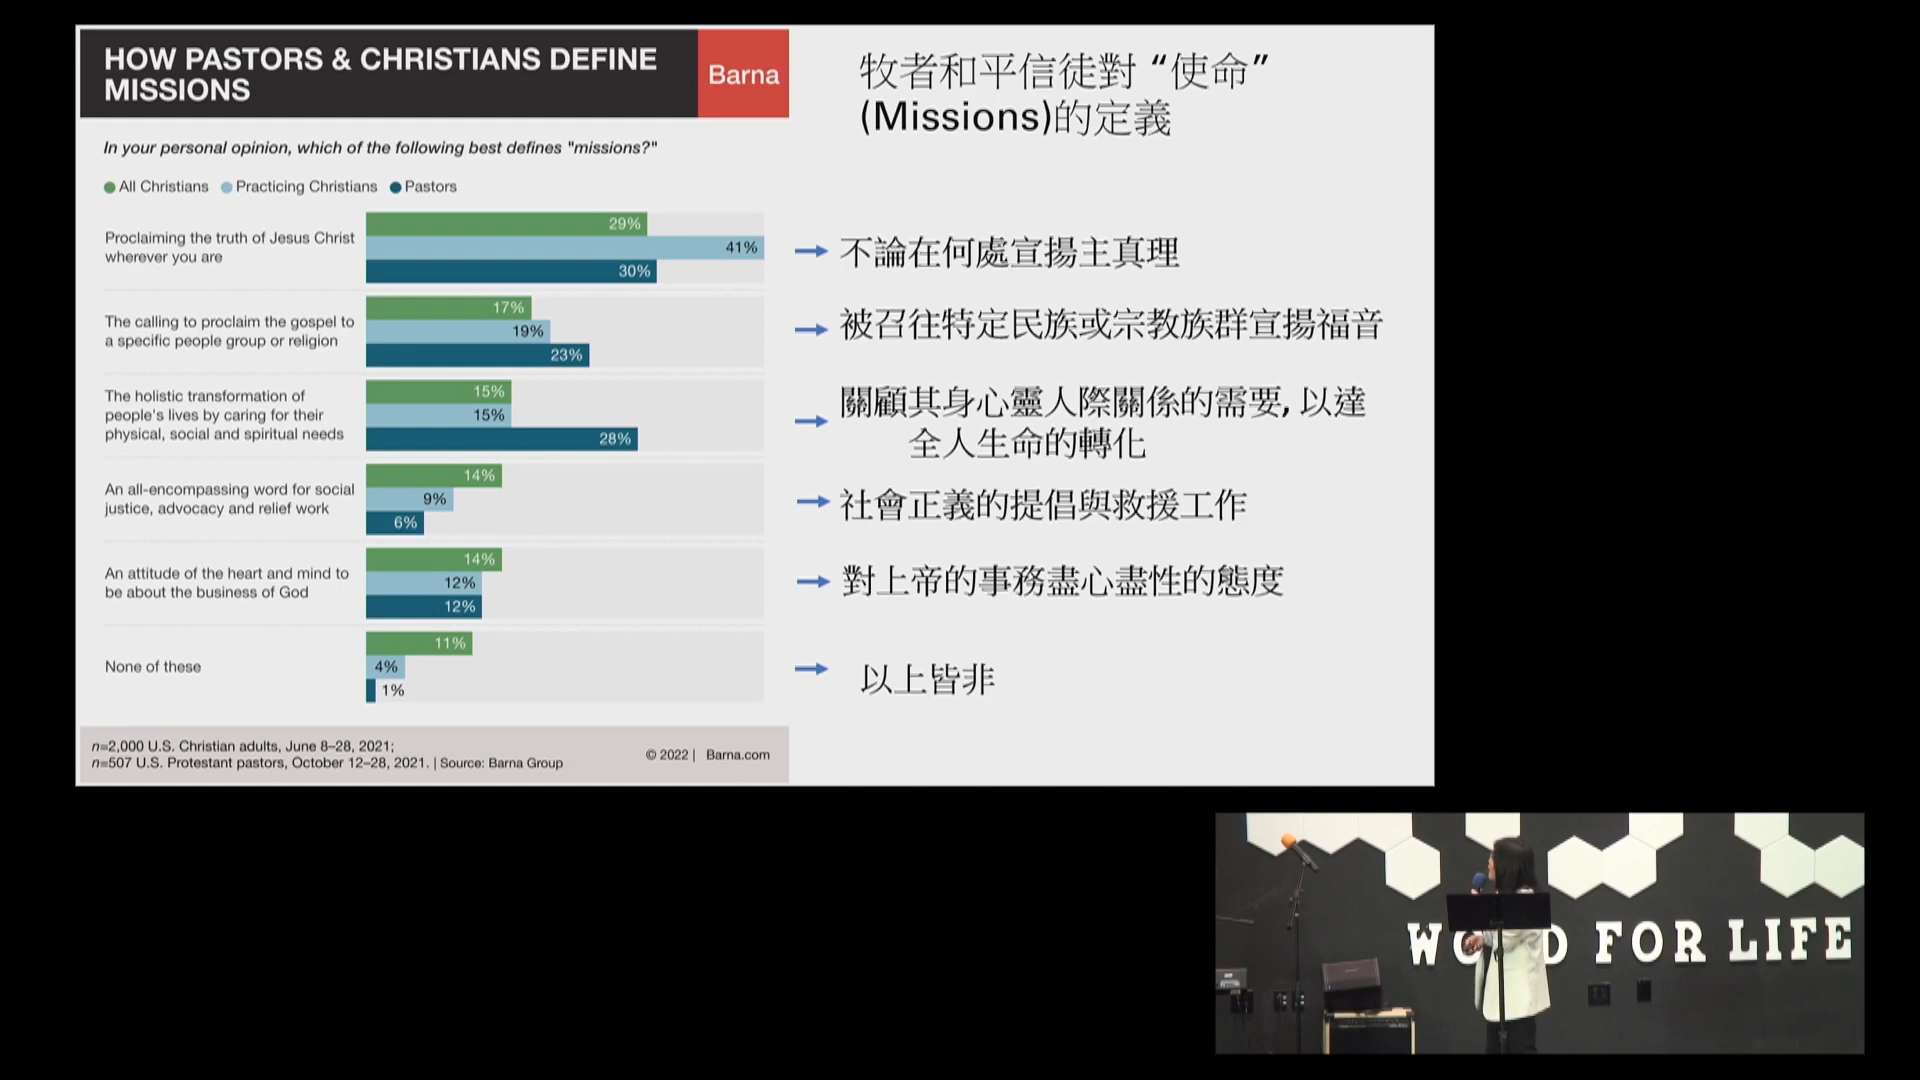 HOW PASTORS & CHRISTIANS DEFINE
MISSIONS
Barna
In your personal opinion, which of the following best defines "missions?"
All Christians Practicing Christians Pastors
Proclaiming the truth of Jesus Christ
wherever you are
29%
41%
30%
The calling to proclaim the gospel to
a specific people group or religion
17%
19%
23%
The holistic transformation of
people's lives by caring for their
physical, social and spiritual needs
15%
15%
28%
An all-encompassing word for social
justice, advocacy and relief work
14%
9%
6%
An attitude of the heart and mind to
be about the business of God
14%
12%
12%
None of these
11%
4%
1%
n=2,000 U.S. Christian adults, June 8–28, 2021;
n=507 U.S. Protestant pastors, October 12–28, 2021. | Source: Barna Group
© 2022 | Barna.com
牧者和平信徒對 “使命”
(Missions)的定義
不論在何處宣揚主真理
被召往特定民族或宗教族群宣揚福音
關顧其身心靈人際關係的需要, 以達
全人生命的轉化
社會正義的提倡與救援工作
對上帝的事務盡心盡性的態度
以上皆非
FOR LIFE